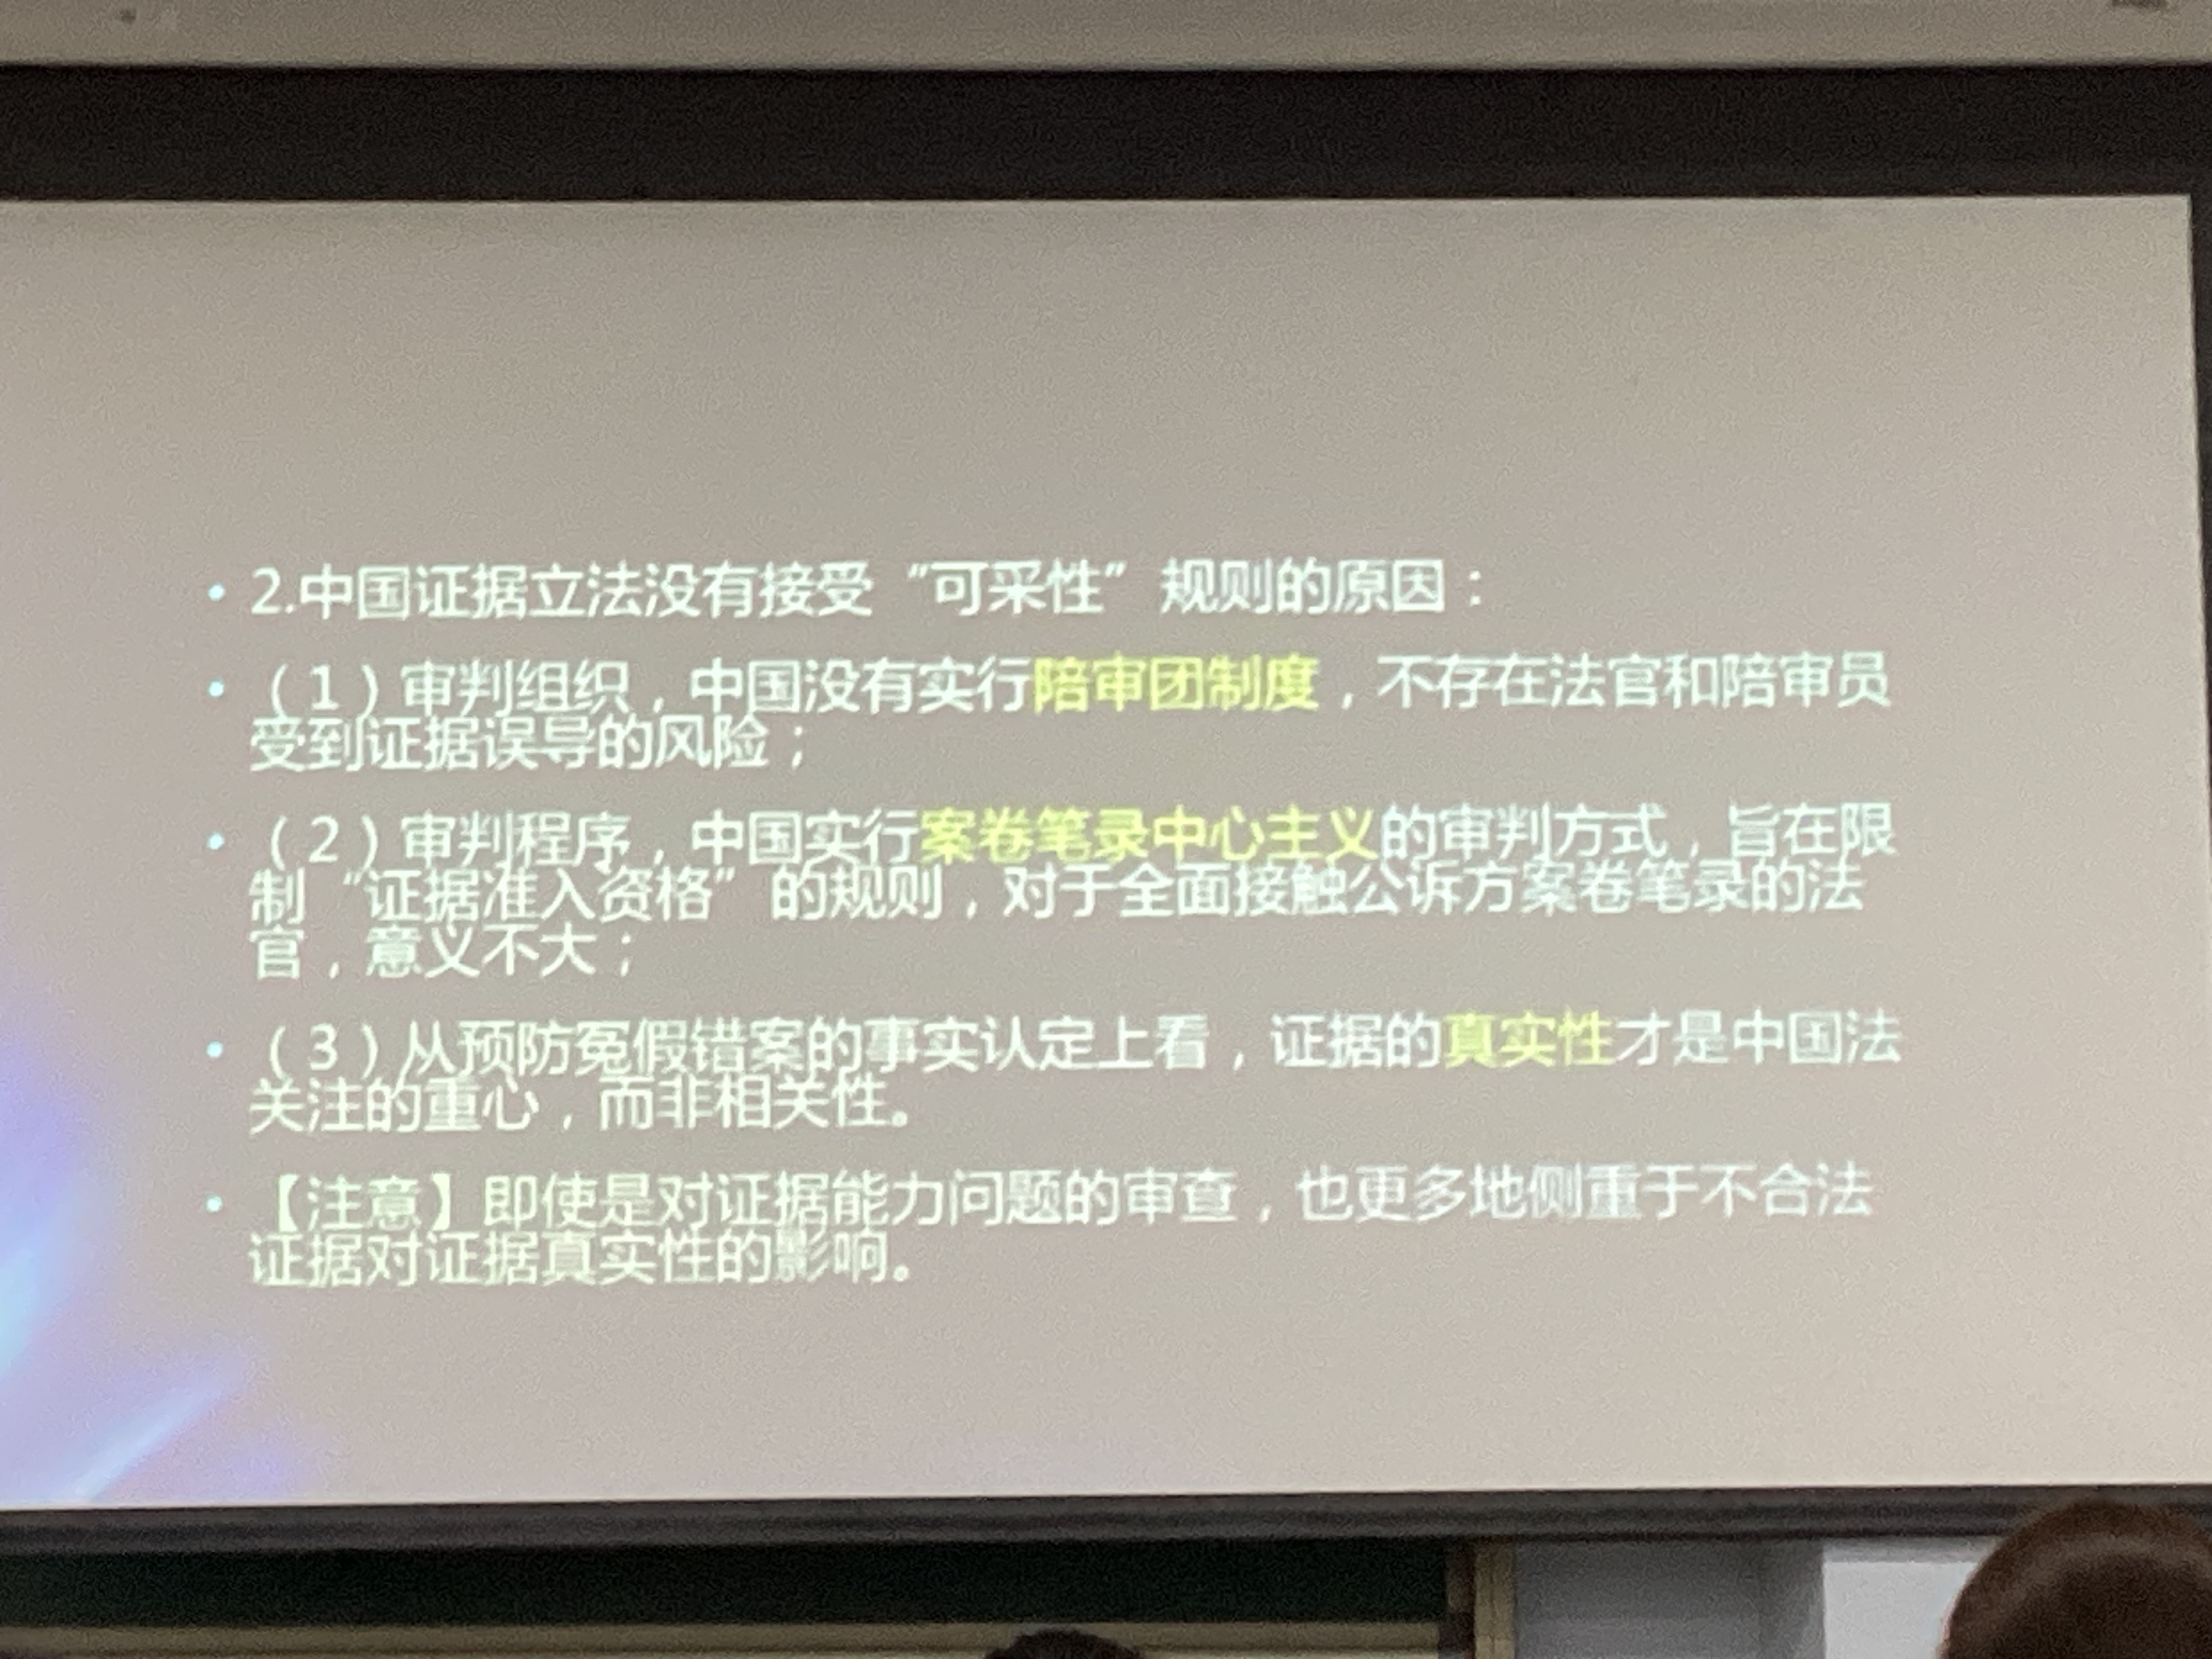 • 2.中国证据立法没有接受“可采性”规则的原因：
• （1）审判组织，中国没有实行陪审团制度，不存在法官和陪审员
受到证据误导的风险；
• （2）审判程序，中国实行案卷笔录中心主义的审判方式，旨在限
制“证据准入资格”的规则，对于全面接触公诉方案卷笔录的法
官，意义不大；
• （3）从预防冤假错案的事实认定上看，证据的真实性才是中国法
关注的重心，而非相关性。
• 【注意】即使是对证据能力问题的审查，也更多地侧重于不合法
证据对证据真实性的影响。